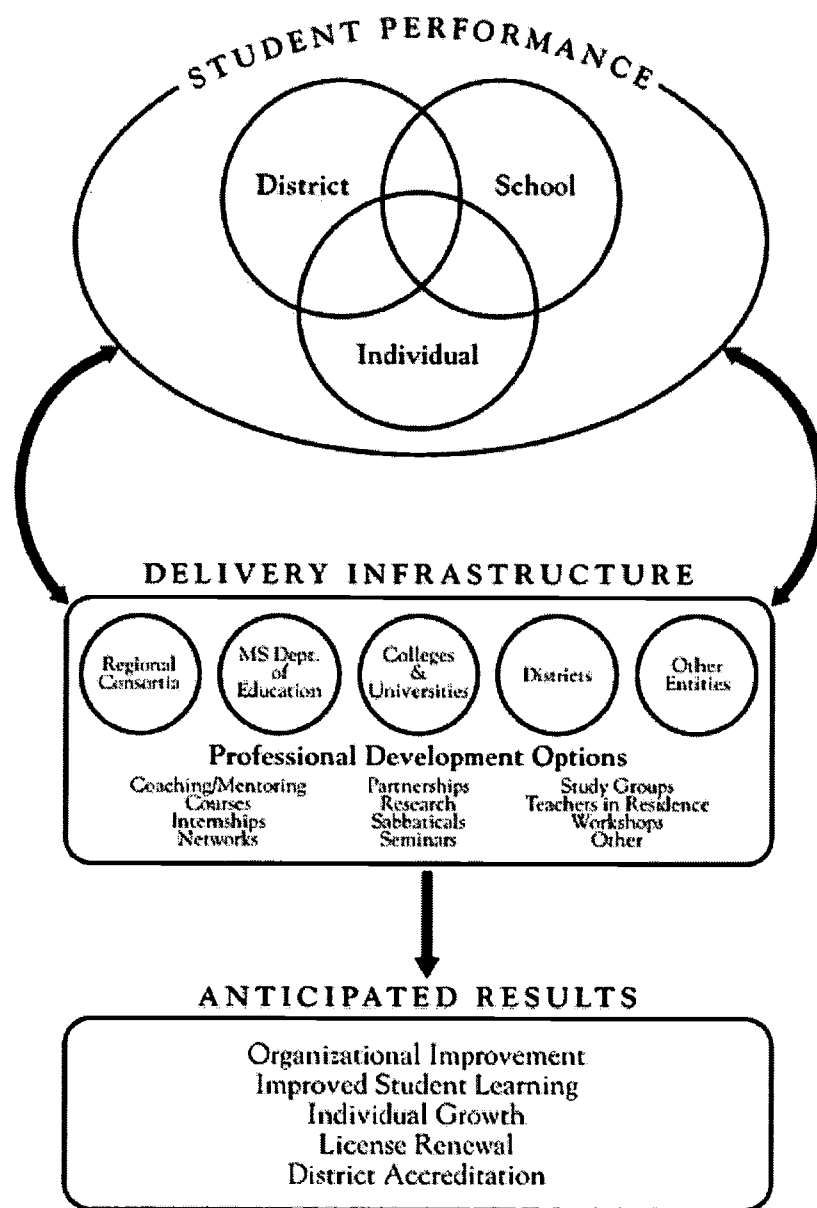 STUDENT PERFORMANCE
District
School
Individual
DELIVERY INFRASTRUCTURE
Regional
Consortia
MS Dept.
of
Education
Colleges
&
Universities
Districts
Other
Entities
Professional Development Options
Coaching/Mentoring
Courses
Internships
Networks
Partnerships
Research
Sabbaticals
Seminars
Study Groups
Teachers in Residence
Workshops
Other
ANTICIPATED RESULTS
Organizational Improvement
Improved Student Learning
Individual Growth
License Renewal
District Accreditation